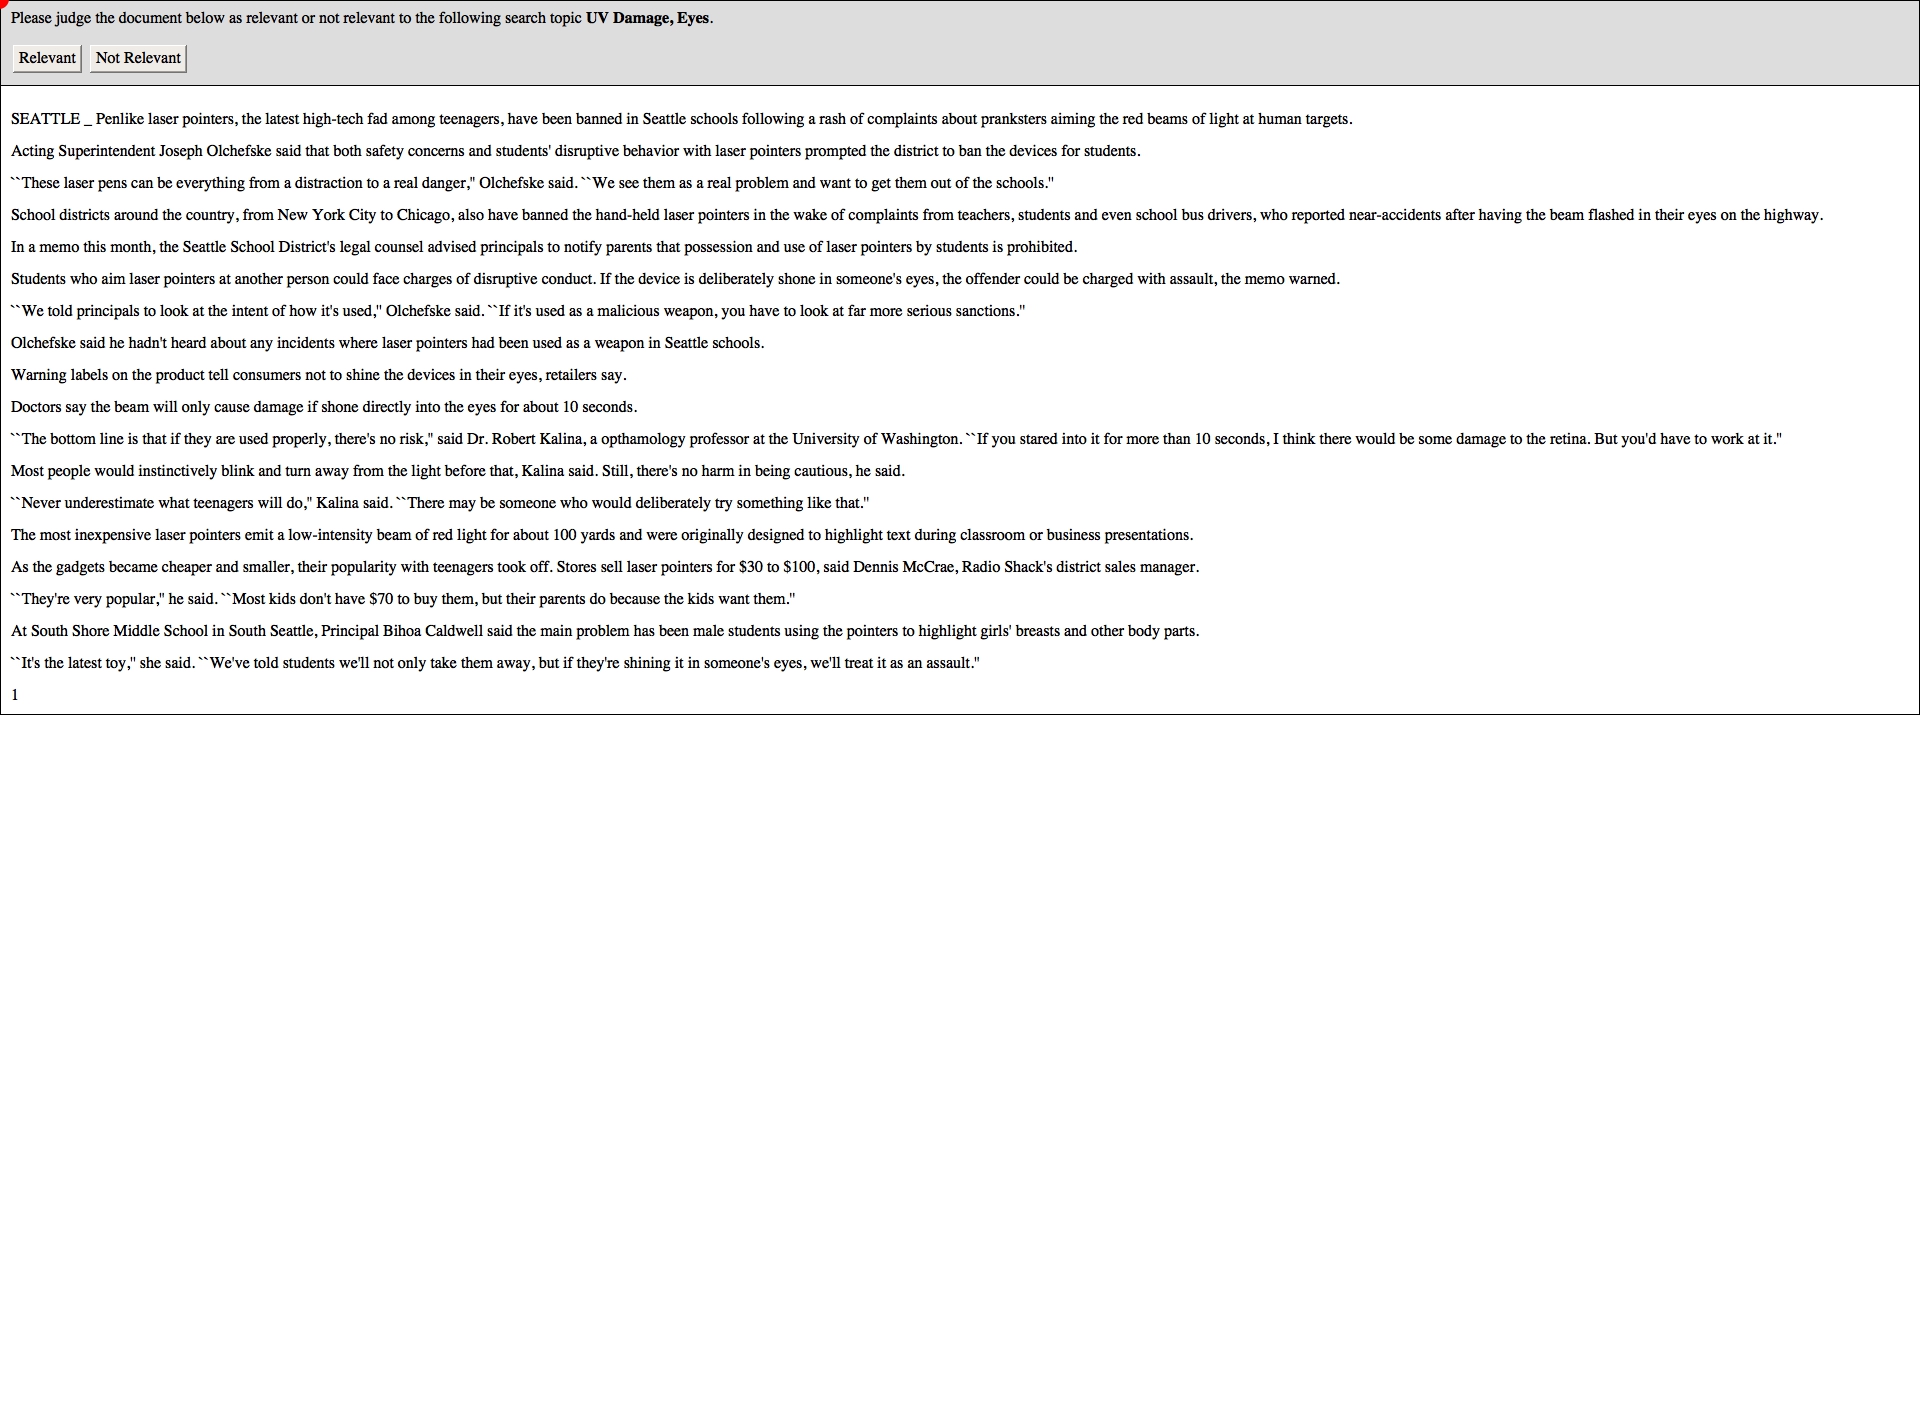 Please judge the document below as relevant or not relevant to the following search topic UV Damage, Eyes.
Relevant Not Relevant
SEATTLE _ Penlike laser pointers, the latest high-tech fad among teenagers, have been banned in Seattle schools following a rash of complaints about pranksters aiming the red beams of light at human targets.
Acting Superintendent Joseph Olchefske said that both safety concerns and students' disruptive behavior with laser pointers prompted the district to ban the devices for students.
``These laser pens can be everything from a distraction to a real danger,'' Olchefske said. ``We see them as a real problem and want to get them out of the schools.''
School districts around the country, from New York City to Chicago, also have banned the hand-held laser pointers in the wake of complaints from teachers, students and even school bus drivers, who reported near-accidents after having the beam flashed in their eyes on the highway.
In a memo this month, the Seattle School District's legal counsel advised principals to notify parents that possession and use of laser pointers by students is prohibited.
Students who aim laser pointers at another person could face charges of disruptive conduct. If the device is deliberately shone in someone's eyes, the offender could be charged with assault, the memo warned.
``We told principals to look at the intent of how it's used,'' Olchefske said. ``If it's used as a malicious weapon, you have to look at far more serious sanctions.''
Olchefske said he hadn't heard about any incidents where laser pointers had been used as a weapon in Seattle schools.
Warning labels on the product tell consumers not to shine the devices in their eyes, retailers say.
Doctors say the beam will only cause damage if shone directly into the eyes for about 10 seconds.
``The bottom line is that if they are used properly, there's no risk,'' said Dr. Robert Kalina, a opthamology professor at the University of Washington. ``If you stared into it for more than 10 seconds, I think there would be some damage to the retina. But you'd have to work at it.''
Most people would instinctively blink and turn away from the light before that, Kalina said. Still, there's no harm in being cautious, he said.
``Never underestimate what teenagers will do,'' Kalina said. ``There may be someone who would deliberately try something like that.''
The most inexpensive laser pointers emit a low-intensity beam of red light for about 100 yards and were originally designed to highlight text during classroom or business presentations.
As the gadgets became cheaper and smaller, their popularity with teenagers took off. Stores sell laser pointers for $30 to $100, said Dennis McCrae, Radio Shack's district sales manager.
``They're very popular,'' he said. ``Most kids don't have $70 to buy them, but their parents do because the kids want them.''
At South Shore Middle School in South Seattle, Principal Bihoa Caldwell said the main problem has been male students using the pointers to highlight girls' breasts and other body parts.
``It's the latest toy,'' she said. ``We've told students we'll not only take them away, but if they're shining it in someone's eyes, we'll treat it as an assault.''
1